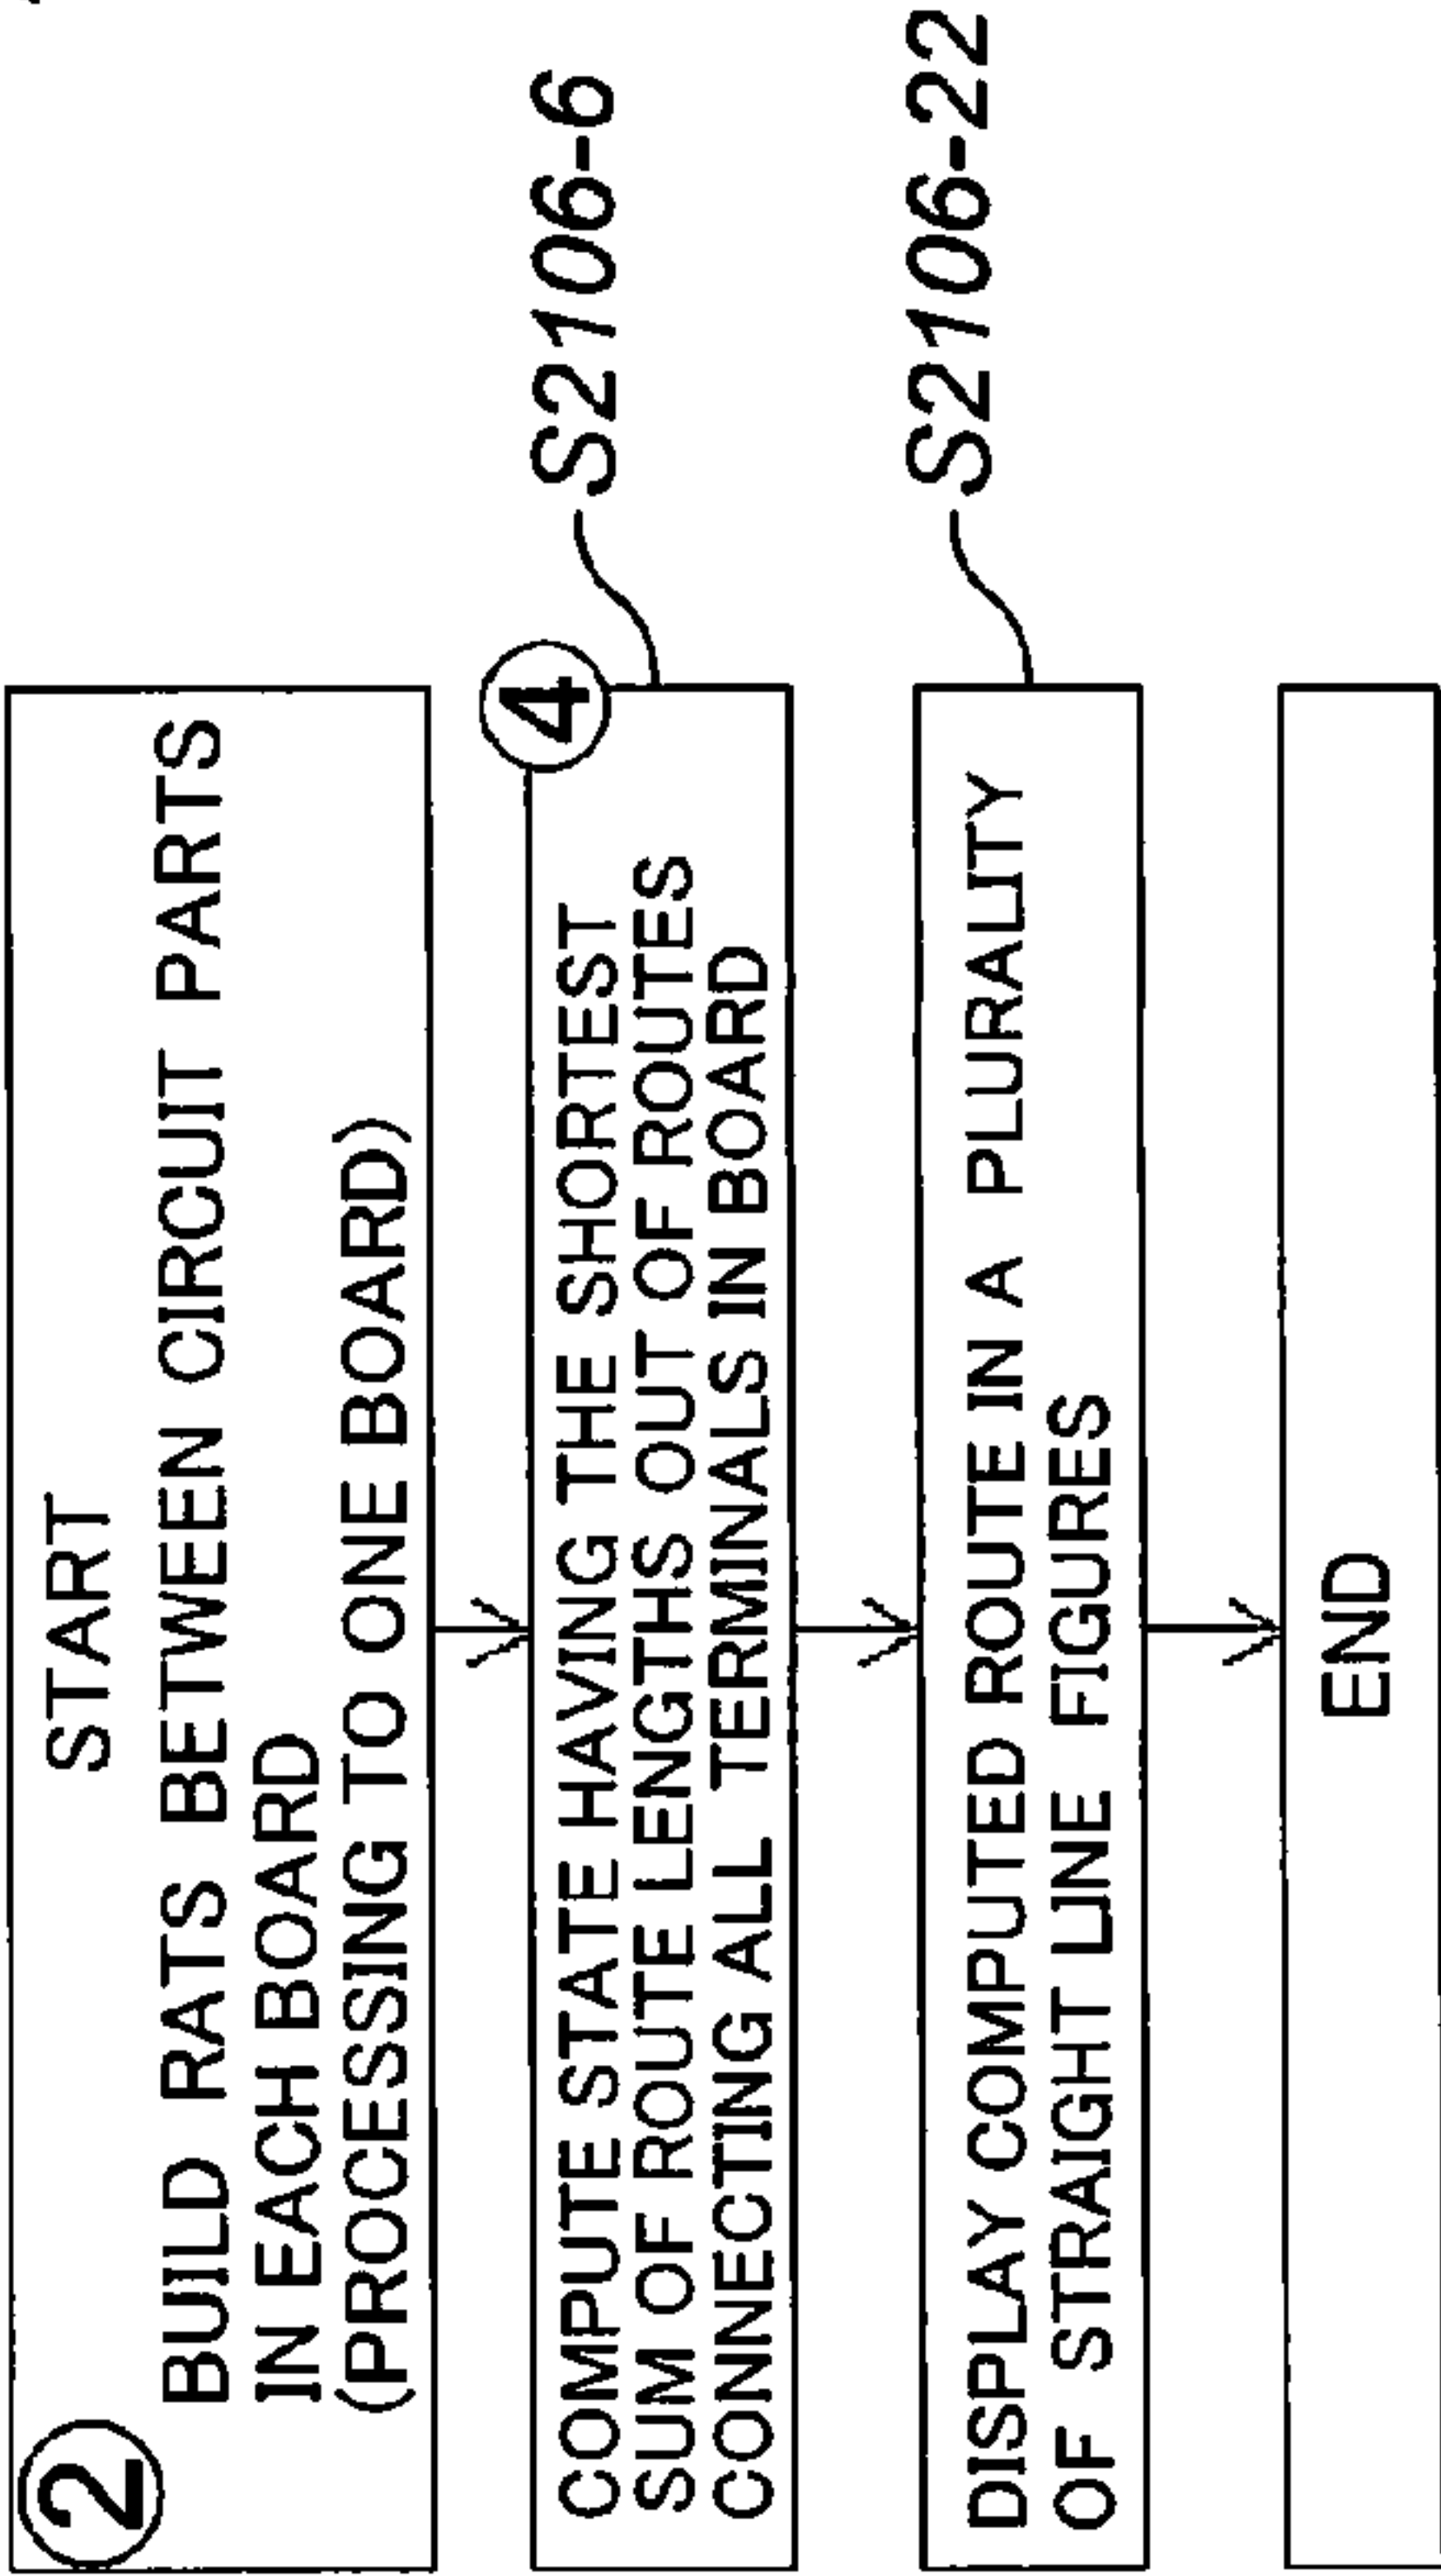 ②
START
BUILD RATS BETWEEN CIRCUIT PARTS
IN EACH BOARD
(PROCESSING TO ONE BOARD)
④
S2106-6
COMPUTE STATE HAVING THE SHORTEST
SUM OF ROUTE LENGTHS OUT OF ROUTES
CONNECTING ALL TERMINALS IN BOARD
S2106-22
DISPLAY COMPUTED ROUTE IN A PLURALITY
OF STRAIGHT LINE FIGURES
END